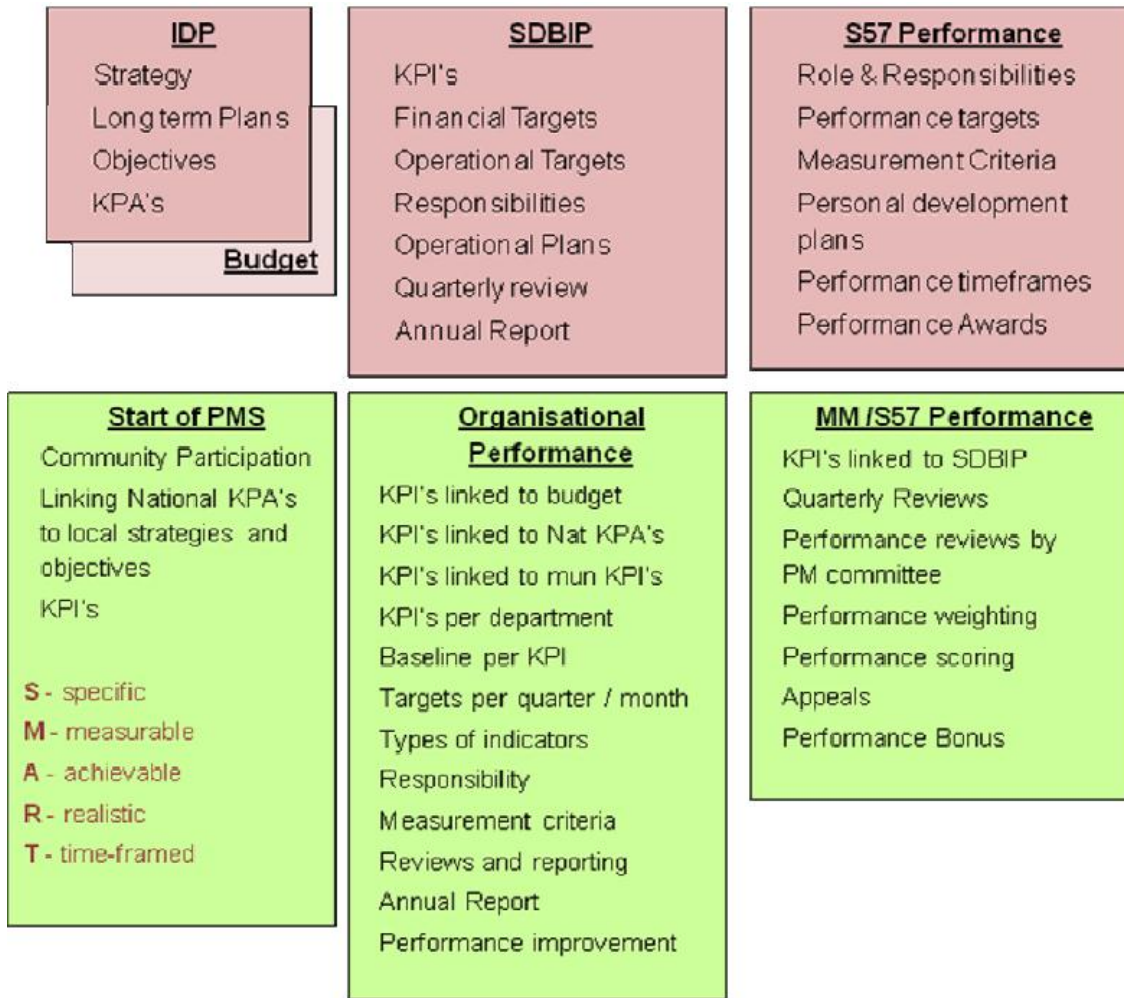 IDP
Strategy
Long term Plans
Objectives
KPA's
Budget
SDBIP
KPI's
Financial Targets
Operational Targets
Responsibilities
Operational Plans
Quarterly review
Annual Report
S57 Performance
Role & Responsibilities
Performance targets
Measurement Criteria
Personal development
plans
Performance timeframes
Performance Awards
Start of PMS
Community Participation
Linking National KPA's
to local strategies and
objectives
KPI's
S - specific
M - measurable
A - achievable
R - realistic
T - time-framed
Organisational
Performance
KPI's linked to budget
KPI's linked to Nat KPA's
KPI's linked to mun KPI's
KPI's per department
Baseline per KPI
Targets per quarter / month
Types of indicators
Responsibility
Measurement criteria
Reviews and reporting
Annual Report
Performance improvement
MM /S57 Performance
KPI's linked to SDBIP
Quarterly Reviews
Performance reviews by
PM committee
Performance weighting
Performance scoring
Appeals
Performance Bonus